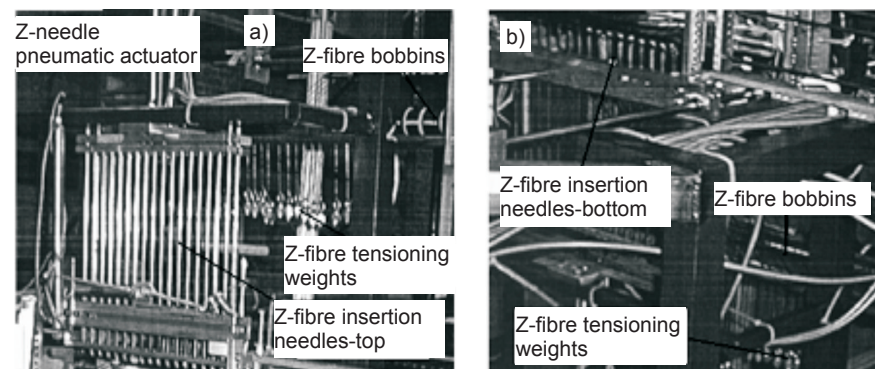 Z-needle
pneumatic actuator
a)
Z-fibre bobbins
Z-fibre tensioning
weights
Z-fibre insertion
needles-top
b)
Z-fibre insertion
needles-bottom
Z-fibre bobbins
Z-fibre tensioning
weights